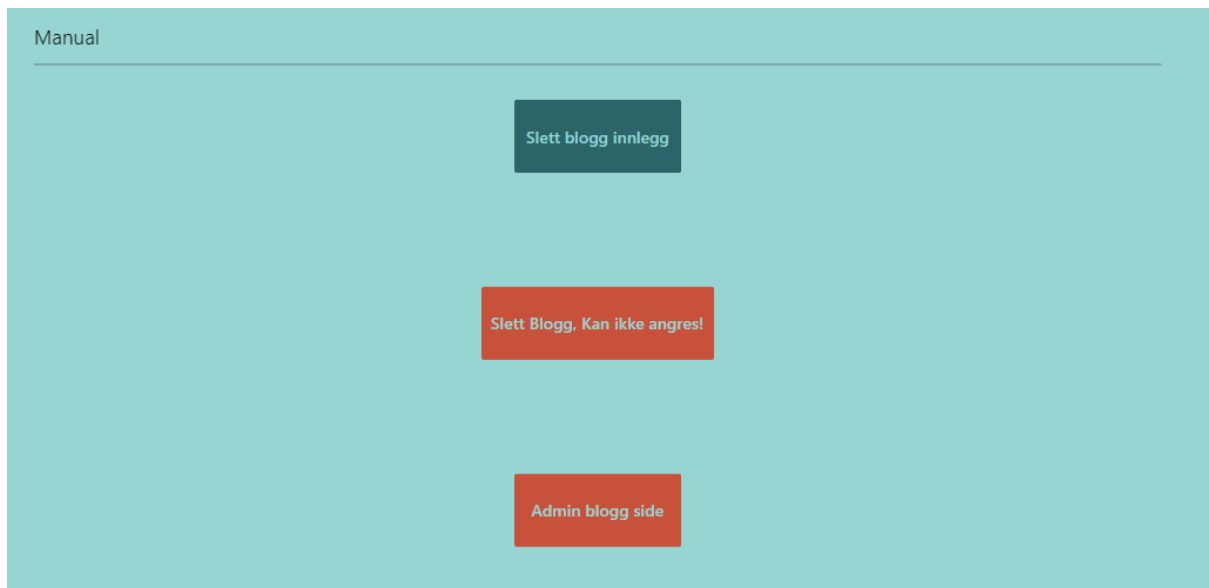 Manual
Slett blogg innlegg
Slett Blogg, Kan ikke angres!
Admin blogg side